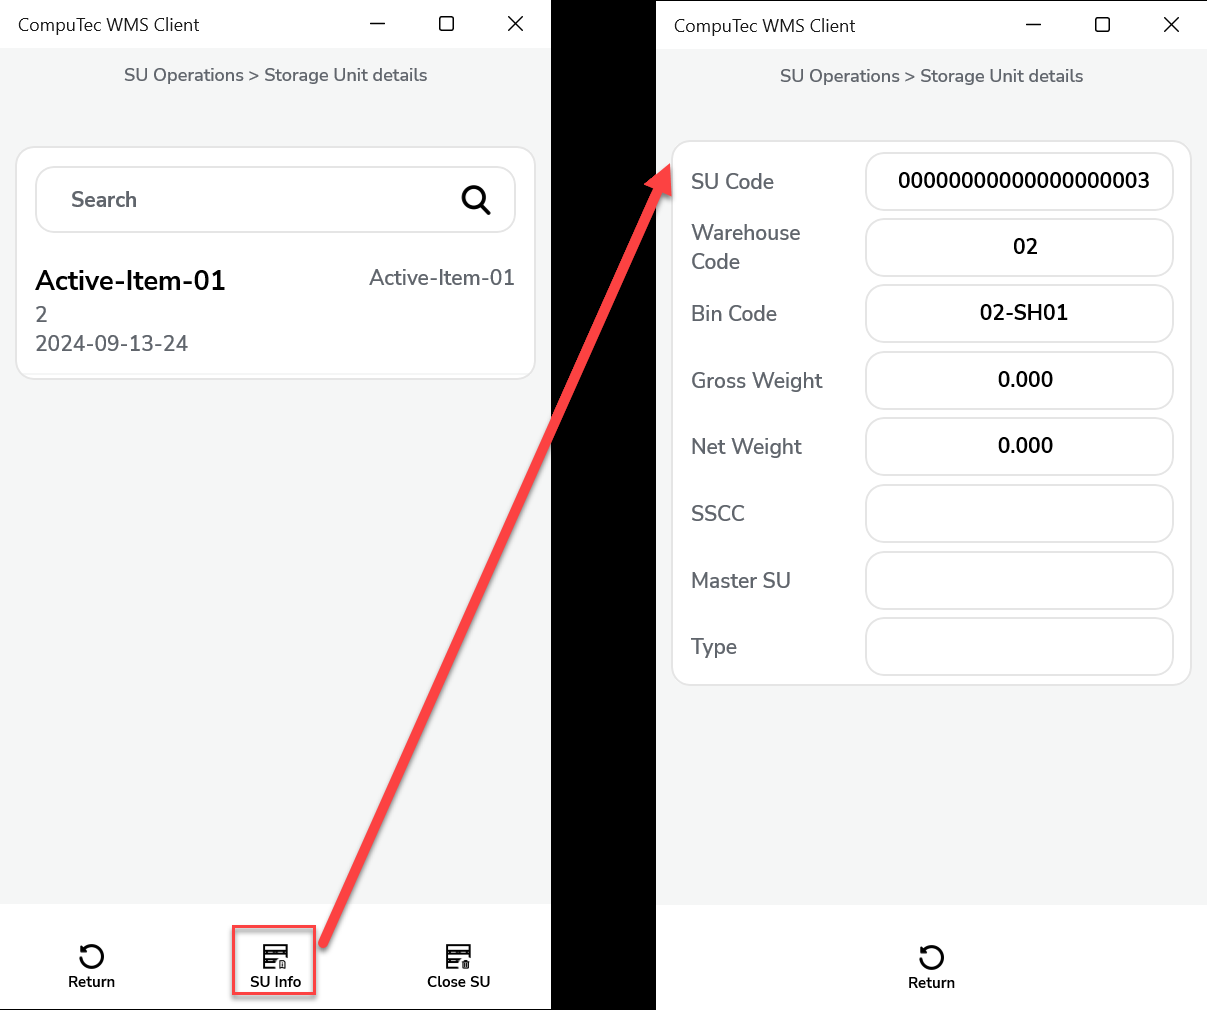 CompuTec WMS Client
SU Operations > Storage Unit details
Search
Active-Item-01
Active-Item-01
2
2024-09-13-24
Return
SU Info
Close SU
CompuTec WMS Client
SU Operations > Storage Unit details
SU Code
00000000000000000003
Warehouse
Code
02
Bin Code
02-SH01
Gross Weight
0.000
Net Weight
0.000
SSCC
Master SU
Type
Return